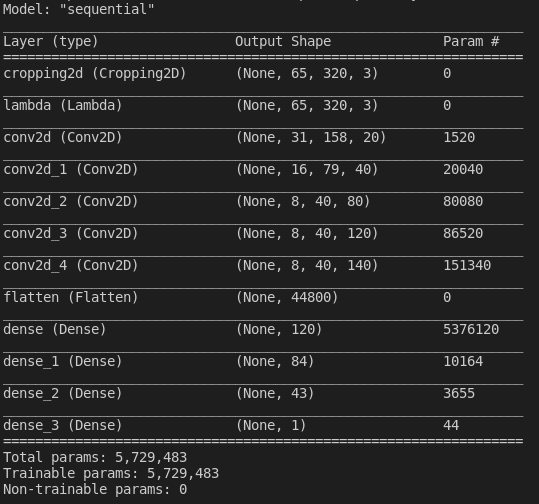 Model: "sequential"
Layer (type) Output Shape Param #
cropping2d (Cropping2D) (None, 65, 320, 3) 0
lambda (Lambda) (None, 65, 320, 3) 0
conv2d (Conv2D) (None, 31, 158, 20) 1520
conv2d_1 (Conv2D) (None, 16, 79, 40) 20040
conv2d_2 (Conv2D) (None, 8, 40, 80) 80080
conv2d_3 (Conv2D) (None, 8, 40, 120) 86520
conv2d_4 (Conv2D) (None, 8, 40, 140) 151340
flatten (Flatten) (None, 44800) 0
dense (Dense) (None, 120) 5376120
dense_1 (Dense) (None, 84) 10164
dense_2 (Dense) (None, 43) 3655
dense_3 (Dense) (None, 1) 44
Total params: 5,729,483
Trainable params: 5,729,483
Non-trainable params: 0